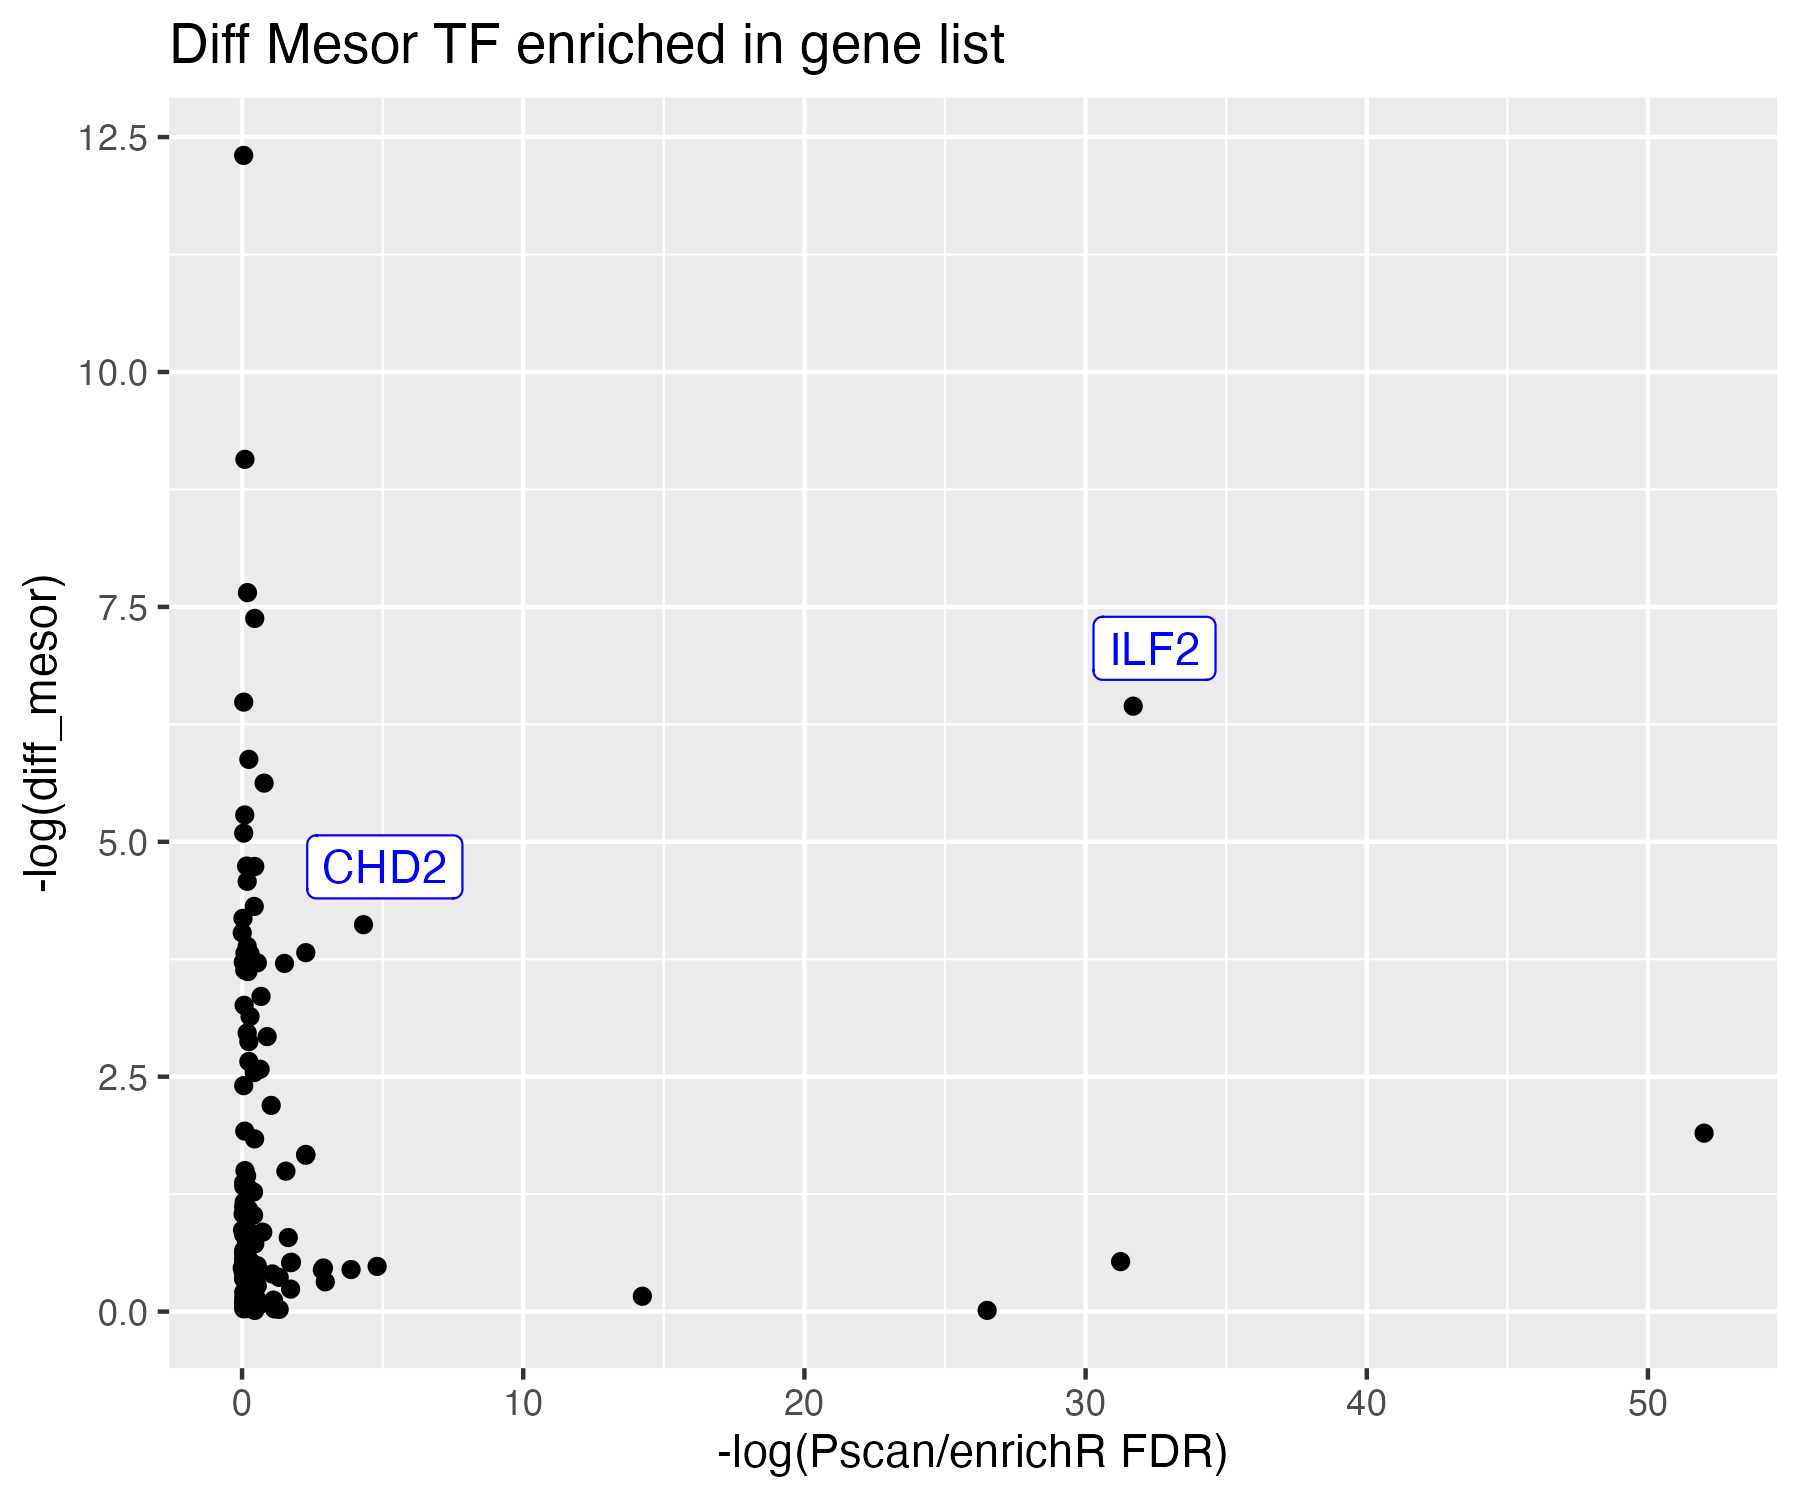 Diff Mesor TF enriched in gene list
12.5
10.0
7.5
5.0
2.5
0.0
-log(diff_mesor)
ILF2
CHD2
0 10 20 30 40 50
-log(Pscan/enrichR FDR)